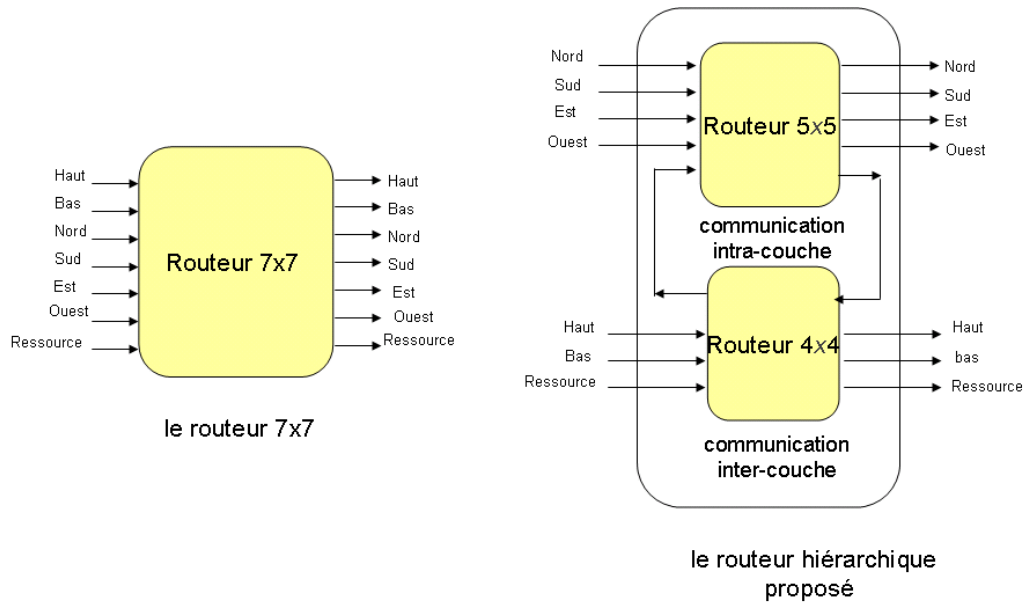 Haut
Bas
Nord
Sud
Est
Ouest
Ressource
Routeur 7x7
Haut
Bas
Nord
Sud
Est
Ouest
Ressource
le routeur 7x7
Nord
Sud
Est
Ouest
Routeur 5x5
Nord
Sud
Est
Ouest
communication
intra-couche
Haut
Bas
Ressource
Routeur 4x4
Haut
bas
Ressource
communication
inter-couche
le routeur hiérarchique
proposé